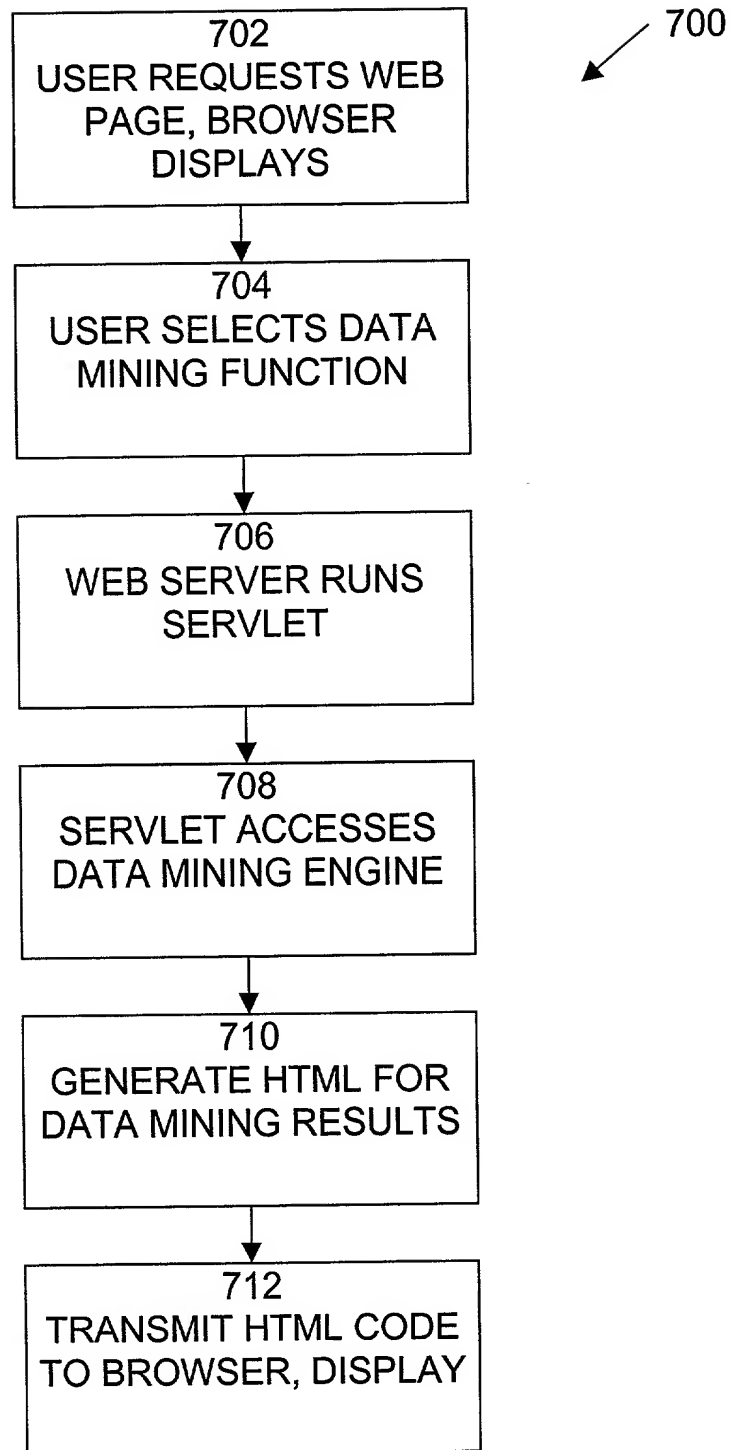 700
702
USER REQUESTS WEB
PAGE, BROWSER
DISPLAYS
704
USER SELECTS DATA
MINING FUNCTION
706
WEB SERVER RUNS
SERVLET
708
SERVLET ACCESSES
DATA MINING ENGINE
710
GENERATE HTML FOR
DATA MINING RESULTS
712
TRANSMIT HTML CODE
TO BROWSER, DISPLAY